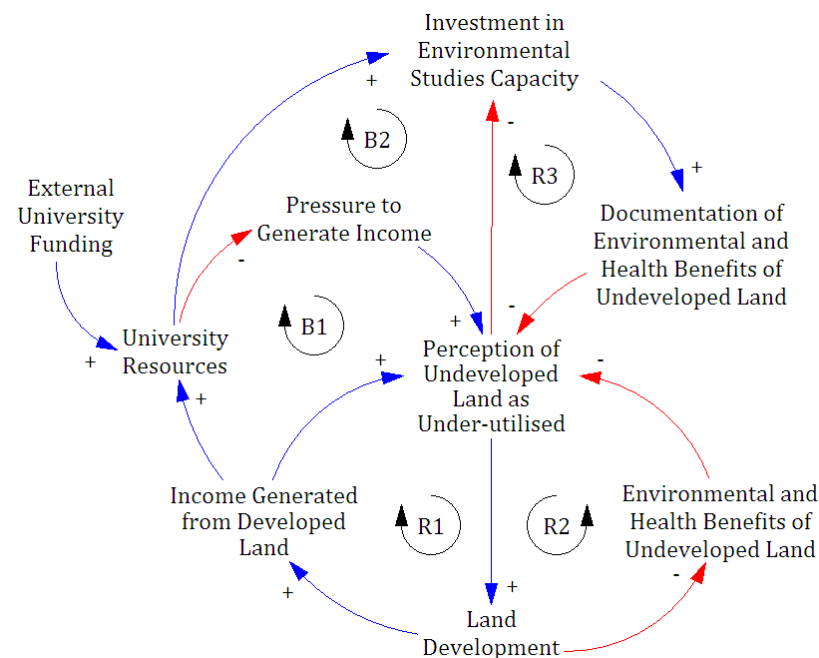 Investment in
Environmental
Studies Capacity
+
-
B2
R3
+
External
University
Funding
Pressure to
Generate Income
-
Documentation of
Environmental and
Health Benefits of
Undeveloped Land
-
B1
+
+
University
Resources
+
+
Perception of
Undeveloped
Land as
Under-utilised
-
Income Generated
from Developed
Land
R1
R2
Environmental and
Health Benefits of
Undeveloped Land
-
+
+
Land
Development